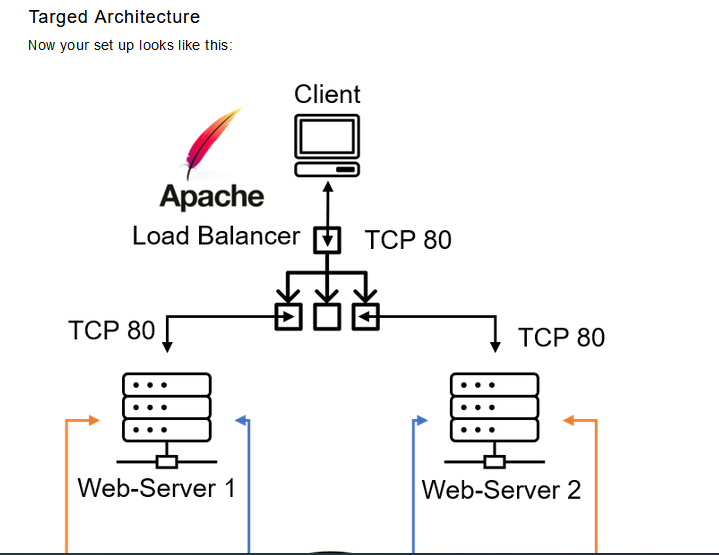 Targed Architecture
Now your set up looks like this:
Client
Apache
Load Balancer
TCP 80
TCP 80
TCP 80
Web-Server 1
Web-Server 2